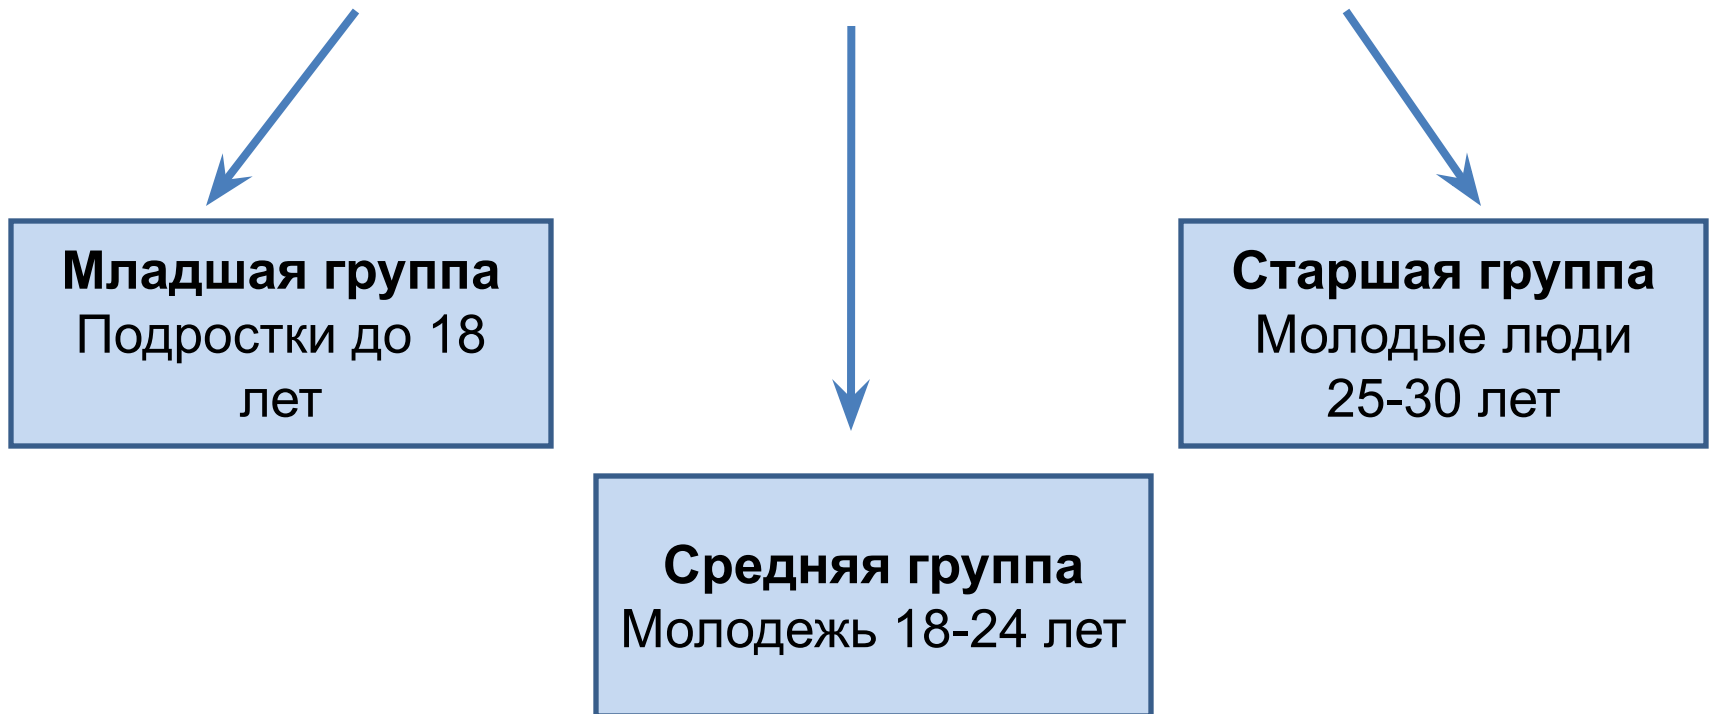 Младшая группа
Подростки до 18
лет
Старшая группа
Молодые люди
25-30 лет
Средняя группа
Молодежь 18-24 лет